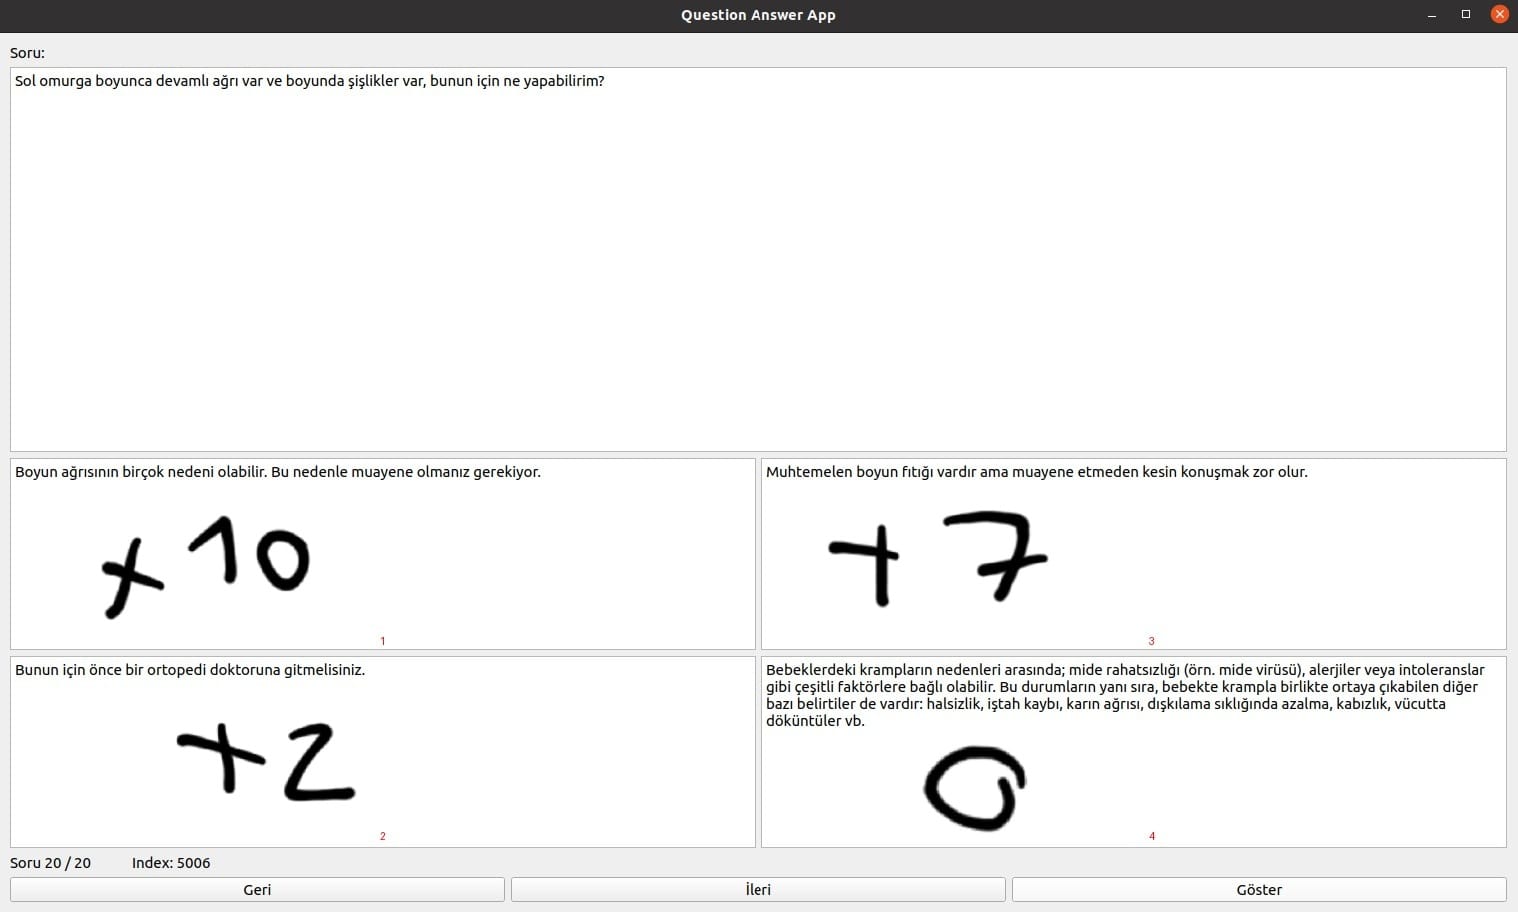 Question Answer App
Soru:
Sol omurga boyunca devamlı ağrı var ve boyunda şişlikler var, bunun için ne yapabilirim?
Boyun ağrısının birçok nedeni olabilir. Bu nedenle muayene olmanız gerekiyor.
+10
1
Muhtemelen boyun fıtığı vardır ama muayene etmeden kesin konuşmak zor olur.
+7
3
Bunun için önce bir ortopedi doktoruna gitmelisiniz.
+2
2
Bebeklerdeki krampların nedenleri arasında; mide rahatsızlığı (örn. mide virüsü), alerjiler veya intoleranslar
gibi çeşitli faktörlere bağlı olabilir. Bu durumların yanı sıra, bebekte krampla birlikte ortaya çıkabilen diğer
bazı belirtiler de vardır: halsizlik, iştah kaybı, karın ağrısı, dışkılama sıklığında azalma, kabızlık, vücutta
döküntüler vb.
0
4
Soru 20 / 20 Index: 5006
Geri İleri Göster